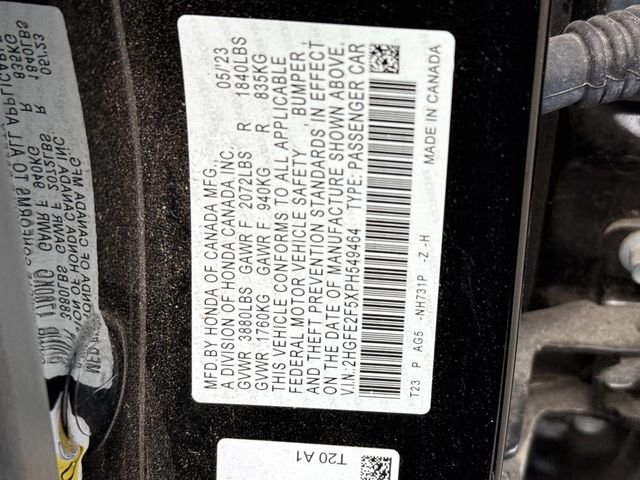 MFD.BY HONDA OF CANADA MFG. 05/23
A DIVISION OF HONDA CANADA INC.
GVWR 3880LBS GAWR F 2072LBS R 1840LBS
GVWR 1760KG GAWR F 940KG R 835KG
THIS VEHICLE CONFORMS TO ALL APPLICABLE
FEDERAL MOTOR VEHICLE SAFETY, BUMPER,
AND THEFT PREVENTION STANDARDS IN EFFECT
ON THE DATE OF MANUFACTURE SHOWN ABOVE.
V.I.N. 2HGFE2F5XPH549464 TYPE: PASSENGER CAR
T23 P AG5 -NH731P -Z -H
MADE IN CANADA
T20 A1